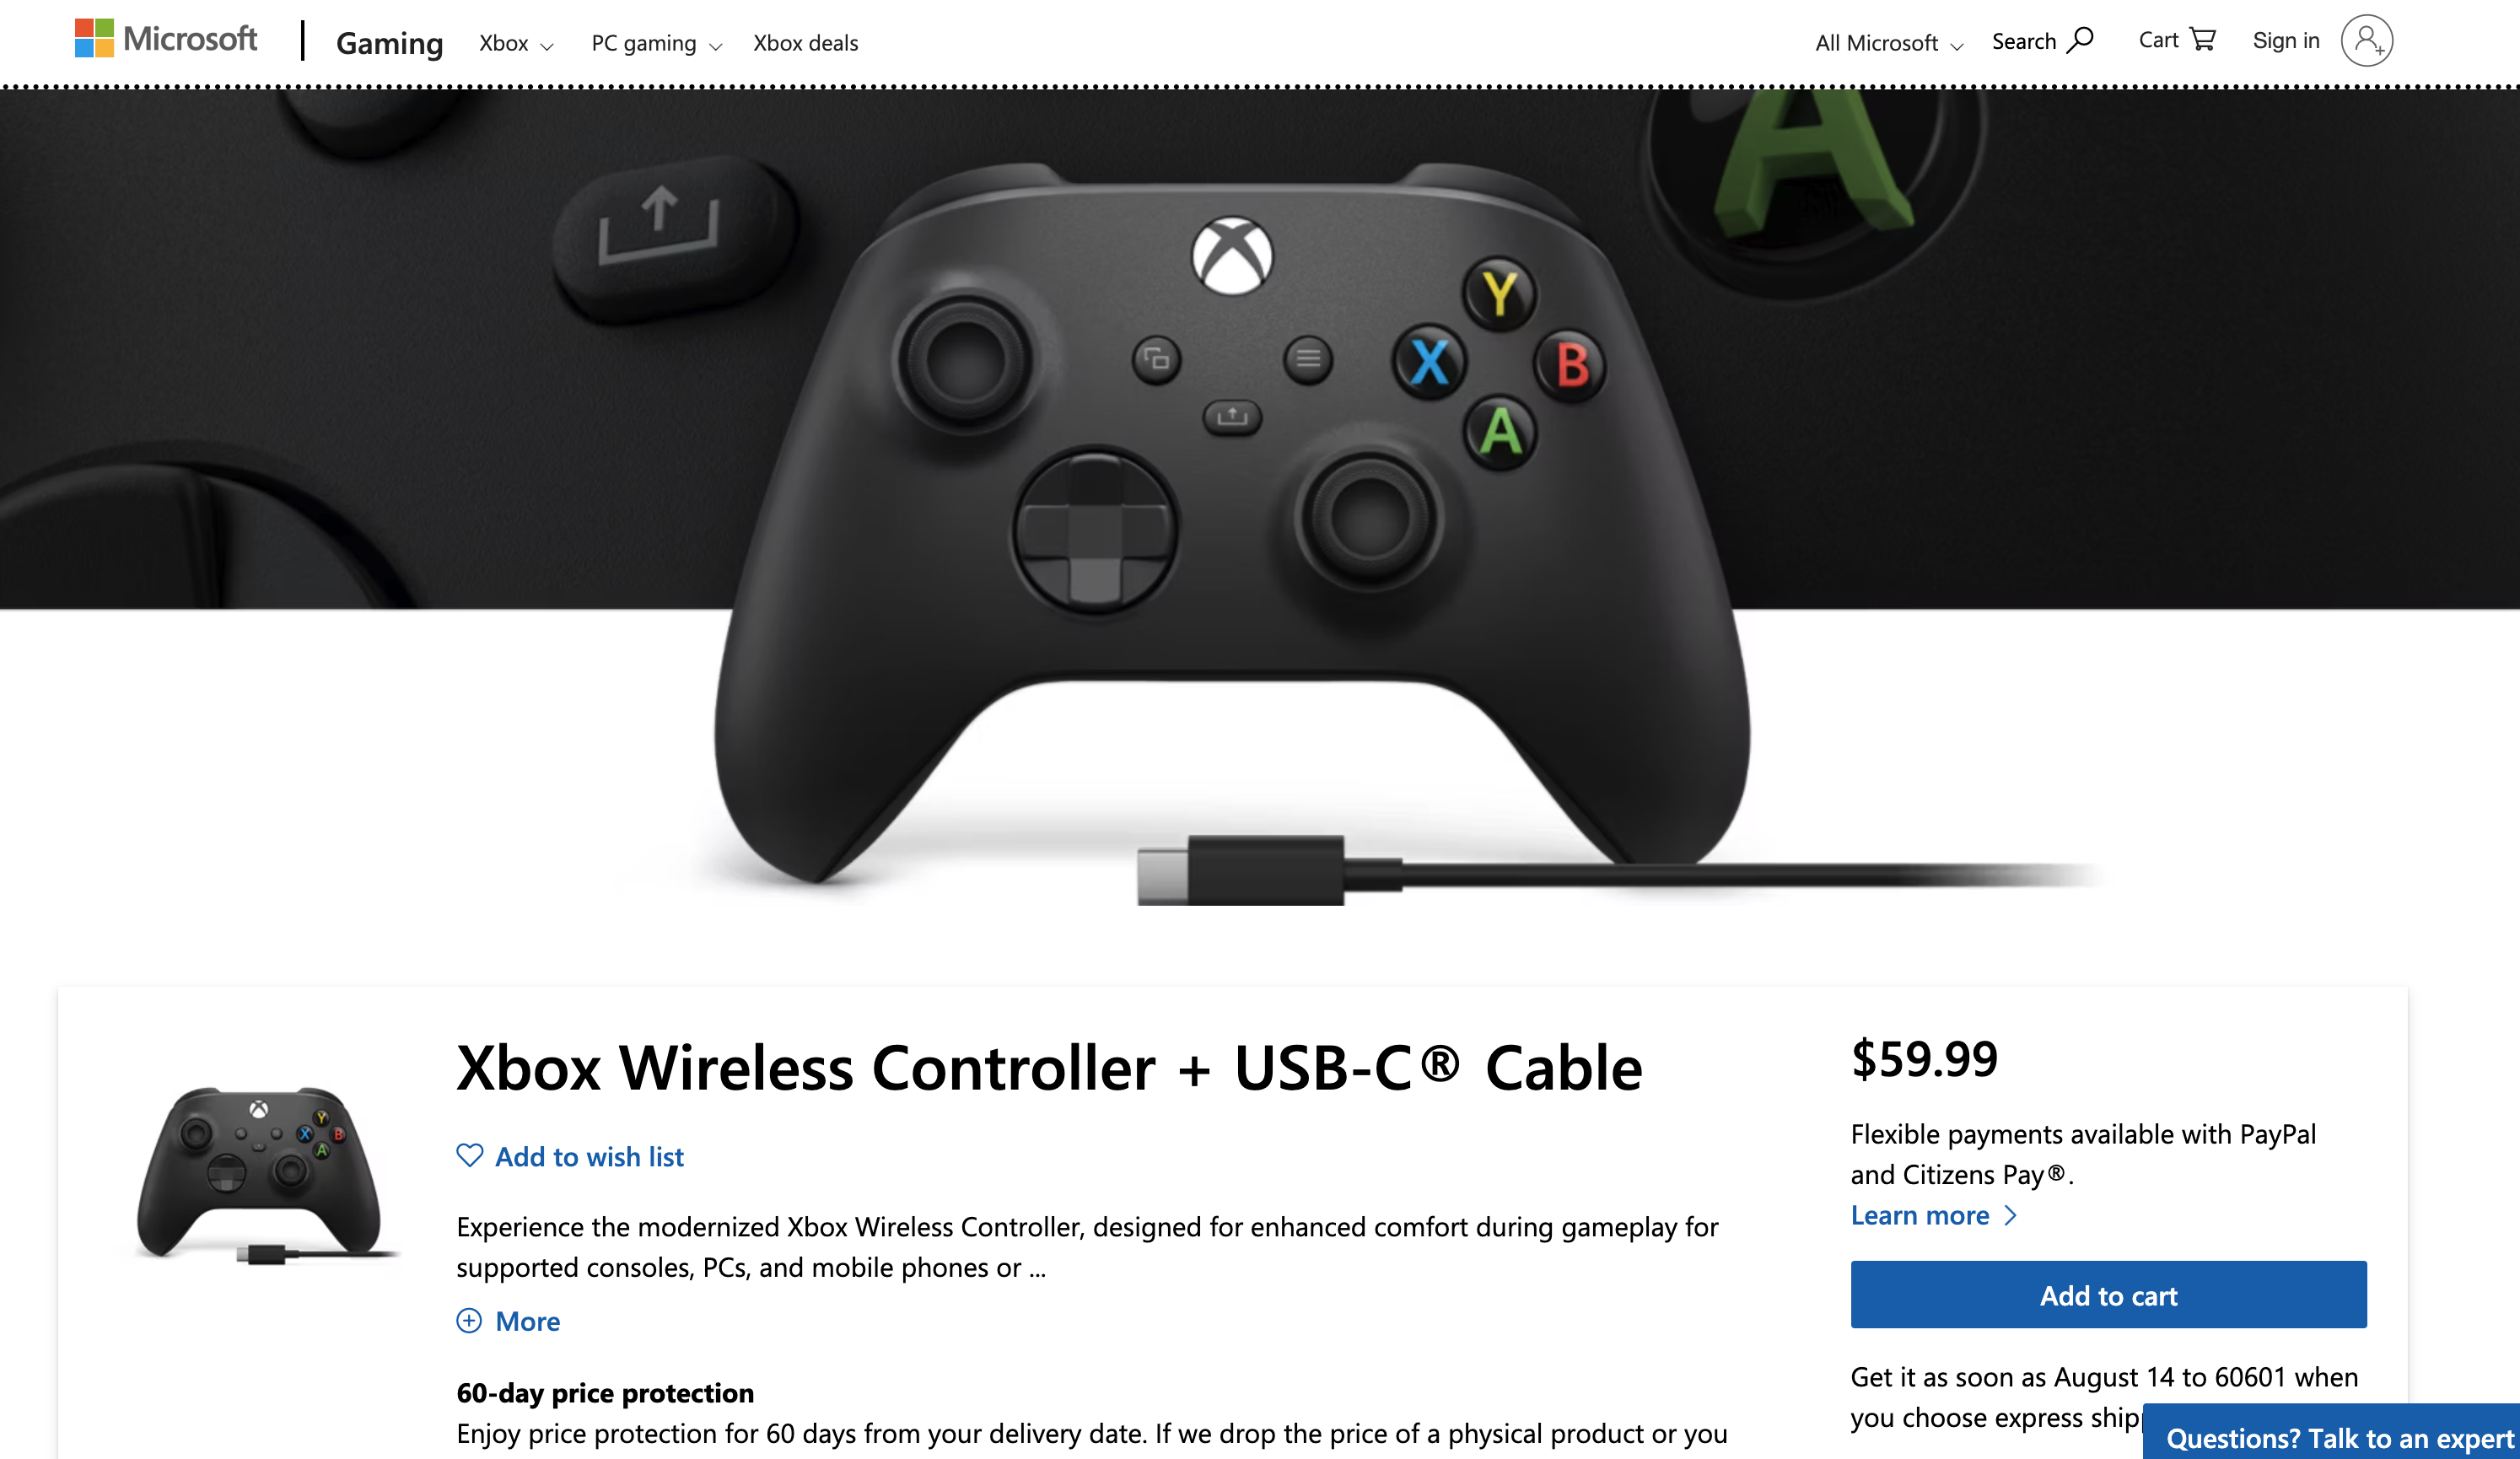 Microsoft
Gaming
Xbox
PC gaming
Xbox deals
All Microsoft
Search
Cart
Sign in
A
Y
X
B
A
Xbox Wireless Controller + USB-C® Cable
Add to wish list
Experience the modernized Xbox Wireless Controller, designed for enhanced comfort during gameplay for
supported consoles, PCs, and mobile phones or ...
More
60-day price protection
Enjoy price protection for 60 days from your delivery date. If we drop the price of a physical product or you
Y
X
B
A
$59.99
Flexible payments available with PayPal
and Citizens Pay®.
Learn more
Add to cart
Get it as soon as August 14 to 60601 when
you choose express
Questions? Talk to an expert